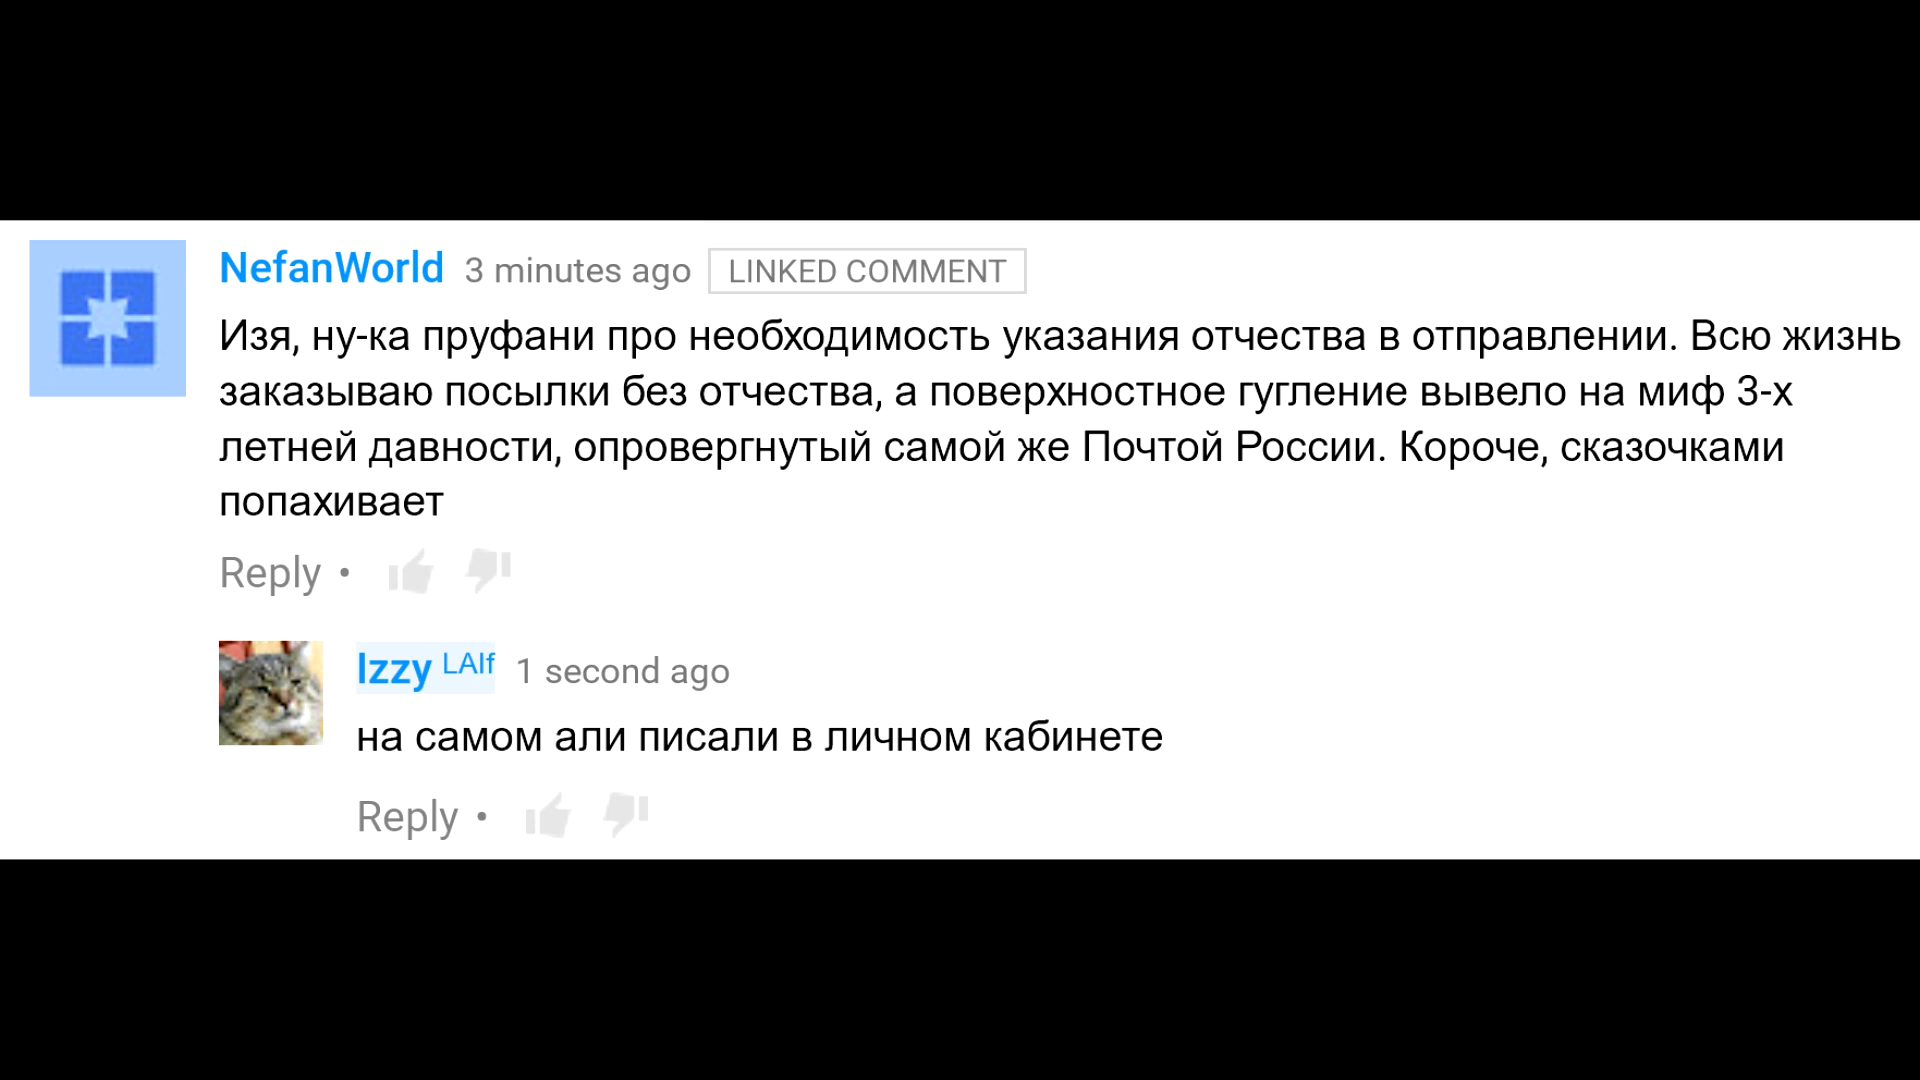 NefanWorld 3 minutes ago LINKED COMMENT
Изя, ну-ка пруфани про необходимость указания отчества в отправлении. Всю жизнь
заказываю посылки без отчества, а поверхностное гугление вывело на миф 3-х
летней давности, опровергнутый самой же Почтой России. Короче, сказочками
попахивает
Reply •
Izzy LAlf 1 second ago
на самом али писали в личном кабинете
Reply •